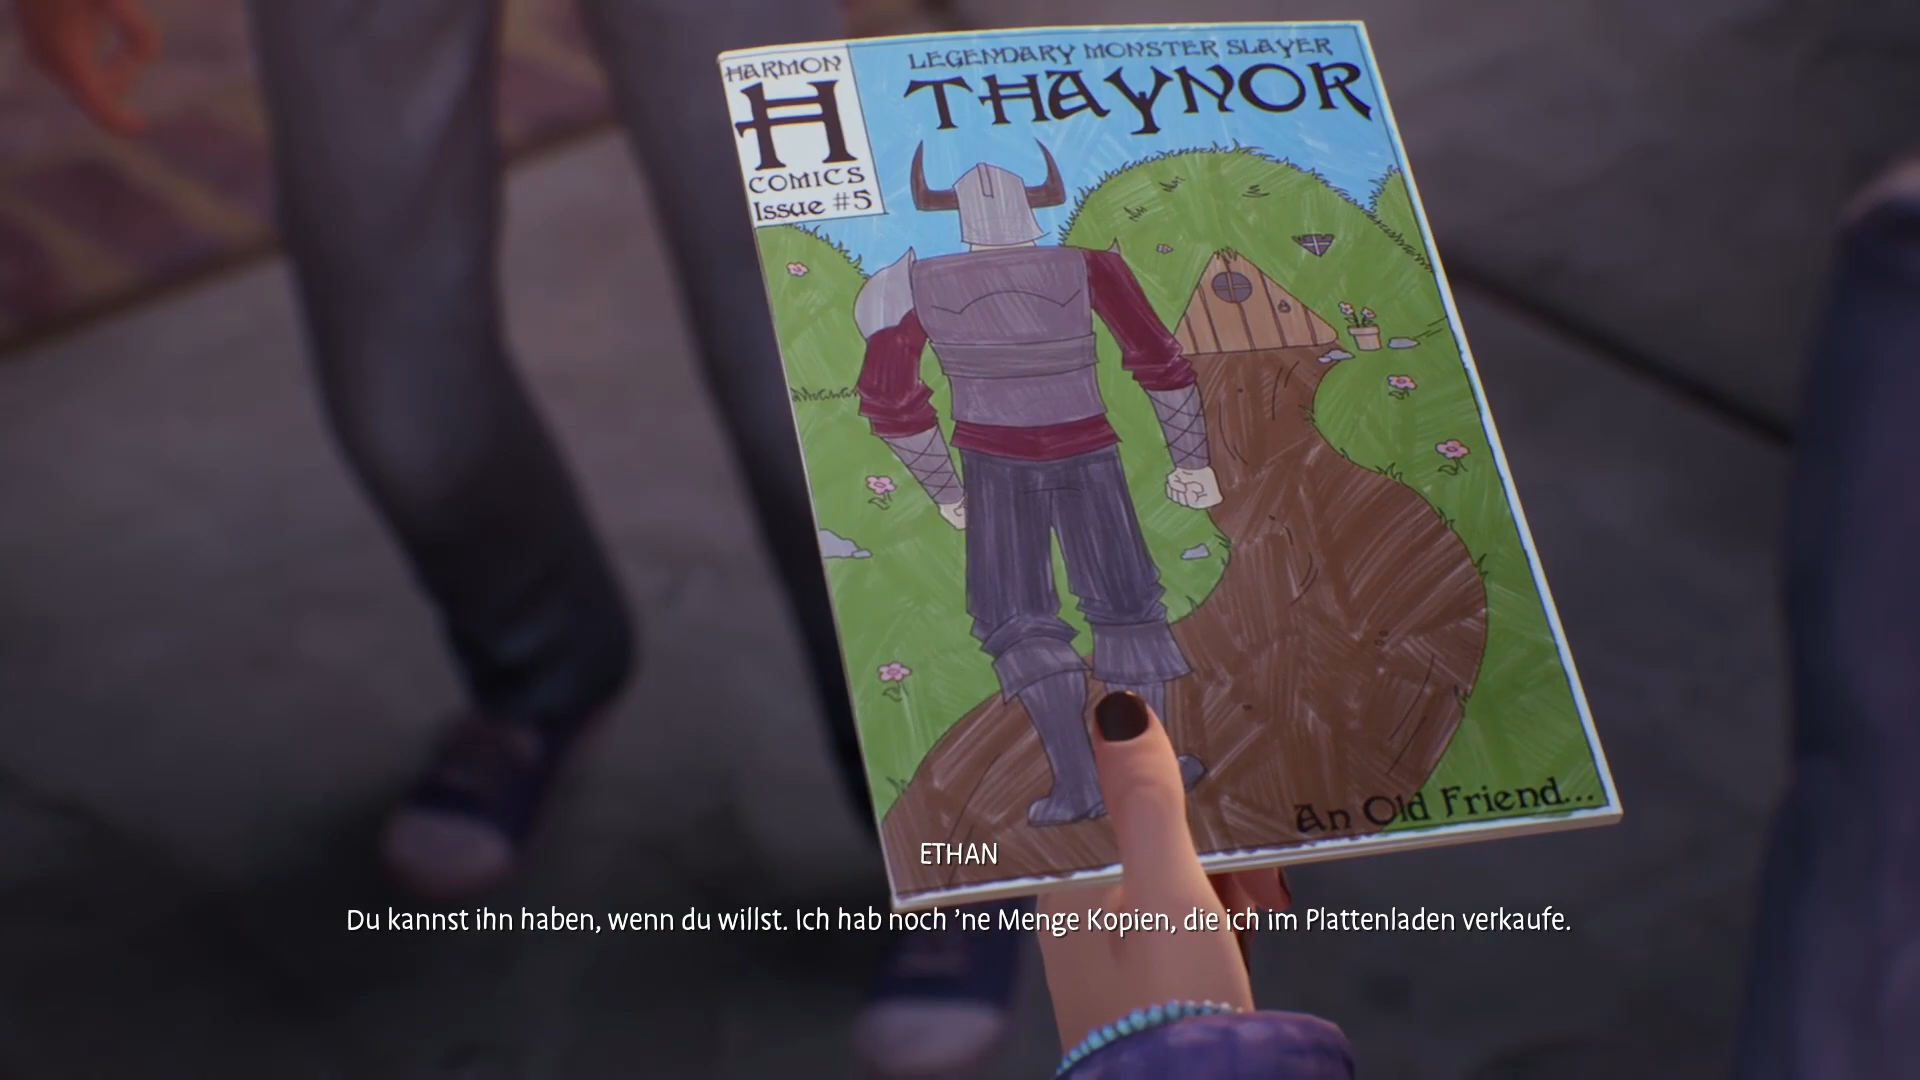 HARMON
H
COMICS
Issue #5
LEGENDARY MONSTER SLAYER
THAYNOR
An Old Friend...
ETHAN
Du kannst ihn haben, wenn du willst. Ich hab noch ’ne Menge Kopien, die ich im Plattenladen verkaufe.